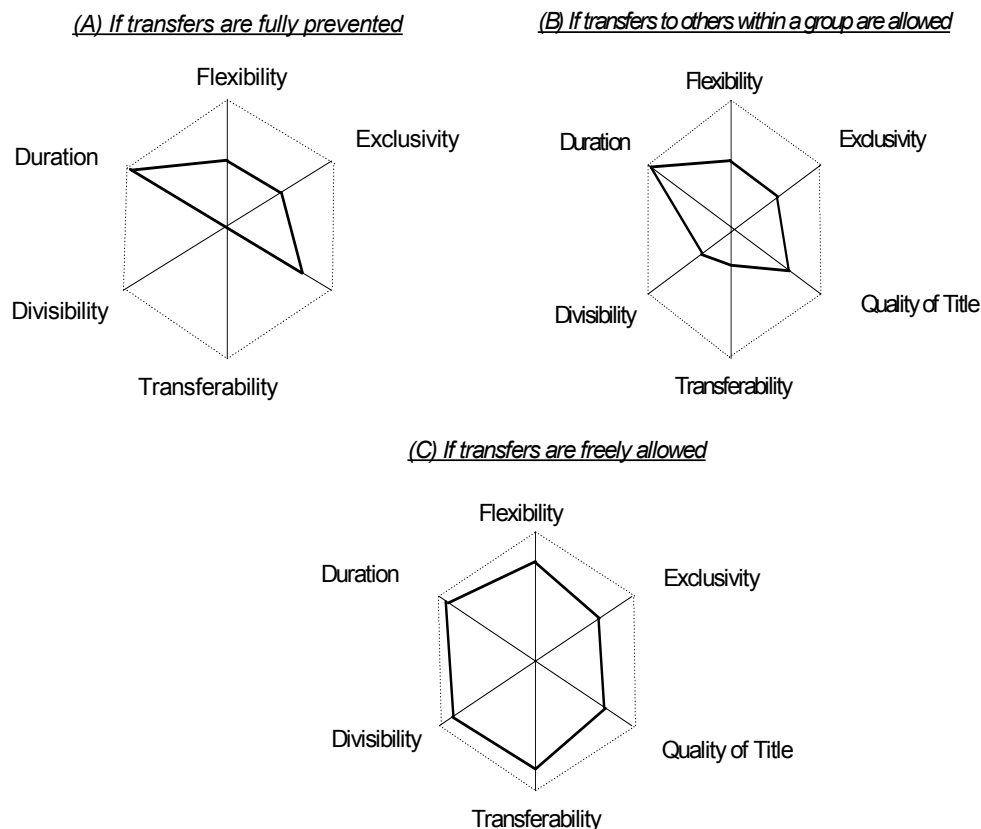 (A) If transfers are fully prevented
(B) If transfers to others within a group are allowed
Flexibility
Exclusivity
Duration
Divisibility
Transferability
Flexibility
Duration
Exclusivity
Quality of Title
Divisibility
Transferability
(C) If transfers are freely allowed
Flexibility
Duration
Exclusivity
Divisibility
Quality of Title
Transferability